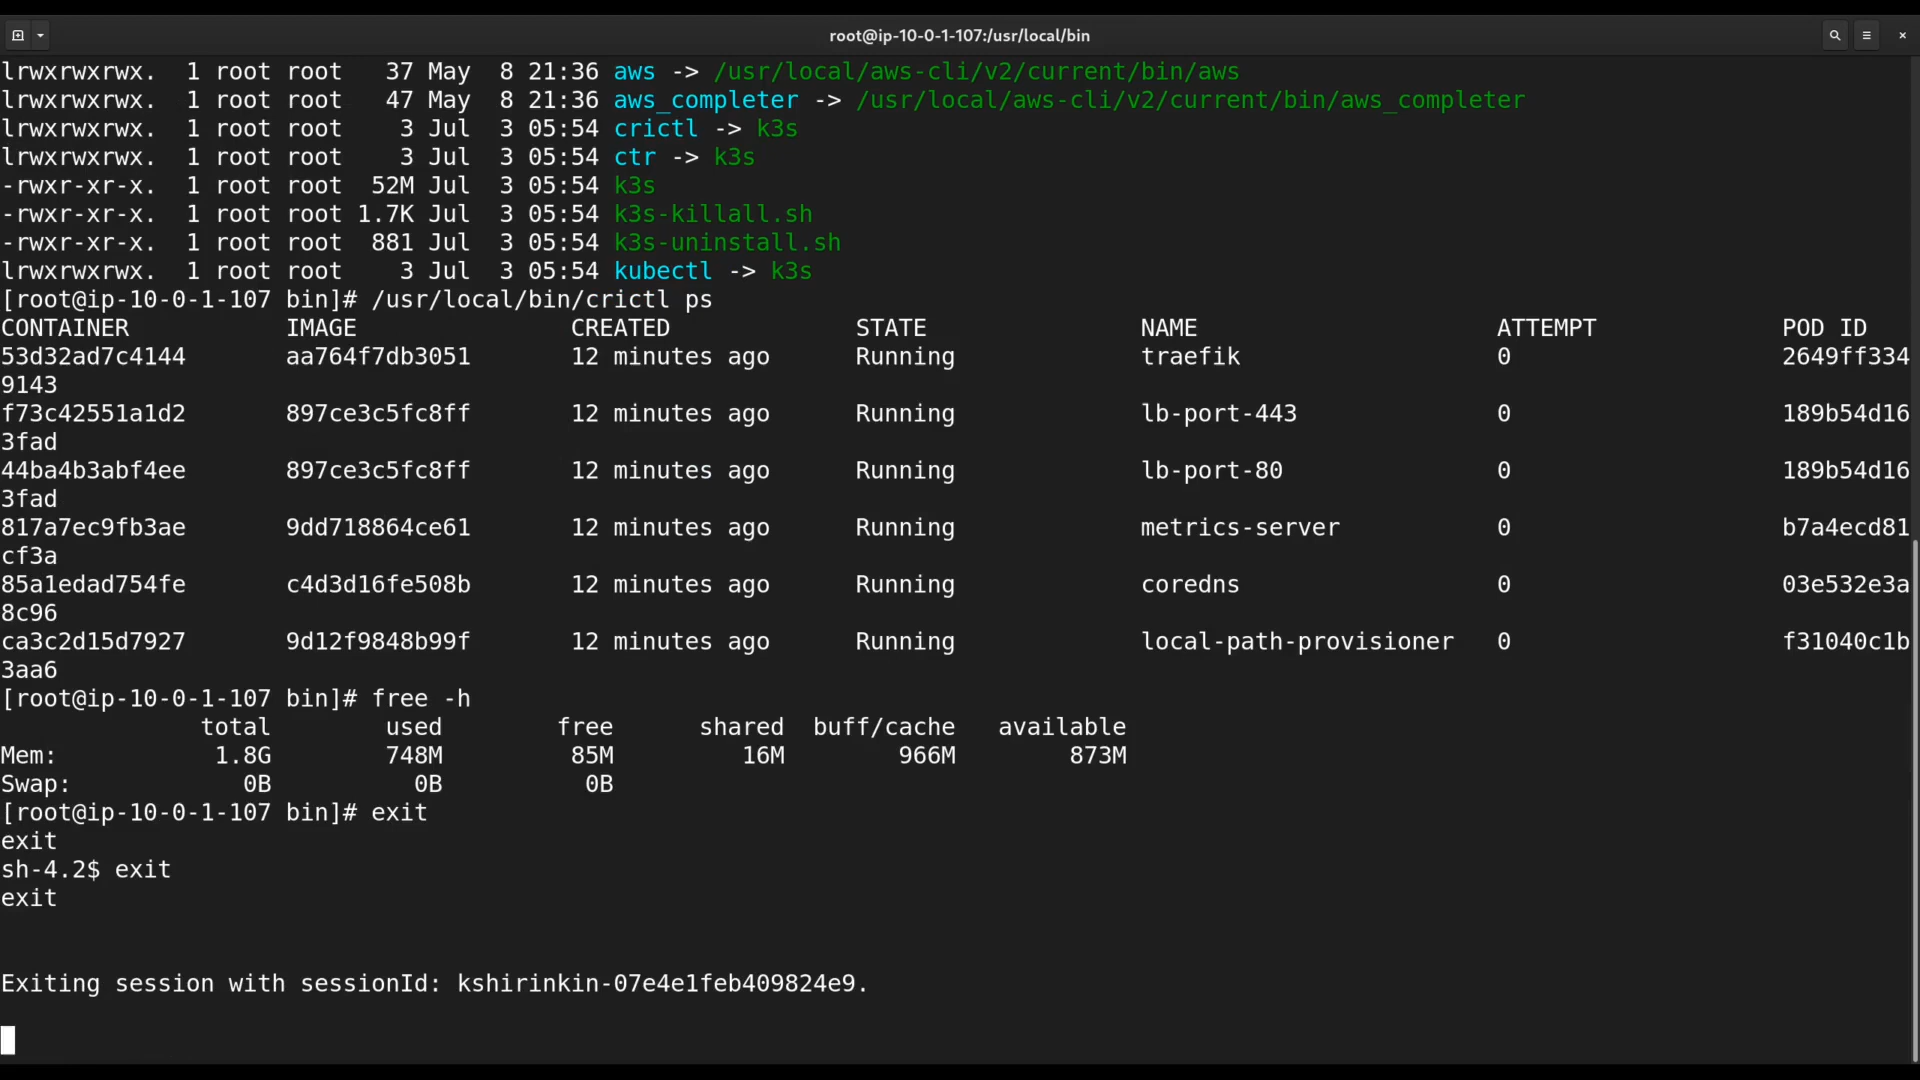 root@ip-10-0-1-107:/usr/local/bin
lrwxrwxrwx.  1 root root   37 May  8 21:36 aws -> /usr/local/aws-cli/v2/current/bin/aws
lrwxrwxrwx.  1 root root   47 May  8 21:36 aws_completer -> /usr/local/aws-cli/v2/current/bin/aws_completer
lrwxrwxrwx.  1 root root    3 Jul  3 05:54 crictl -> k3s
lrwxrwxrwx.  1 root root    3 Jul  3 05:54 ctr -> k3s
-rwxr-xr-x.  1 root root  52M Jul  3 05:54 k3s
-rwxr-xr-x.  1 root root 1.7K Jul  3 05:54 k3s-killall.sh
-rwxr-xr-x.  1 root root  881 Jul  3 05:54 k3s-uninstall.sh
lrwxrwxrwx.  1 root root    3 Jul  3 05:54 kubectl -> k3s
[root@ip-10-0-1-107 bin]# /usr/local/bin/crictl ps
CONTAINER           IMAGE               CREATED             STATE               NAME                     ATTEMPT             POD ID
53d32ad7c4144       aa764f7db3051       12 minutes ago      Running             traefik                  0                   2649ff334
9143
f73c42551a1d2       897ce3c5fc8ff       12 minutes ago      Running             lb-port-443              0                   189b54d16
3fad
44ba4b3abf4ee       897ce3c5fc8ff       12 minutes ago      Running             lb-port-80               0                   189b54d16
3fad
817a7ec9fb3ae       9dd718864ce61       12 minutes ago      Running             metrics-server           0                   b7a4ecd81
cf3a
85a1edad754fe       c4d3d16fe508b       12 minutes ago      Running             coredns                  0                   03e532e3a
8c96
ca3c2d15d7927       9d12f9848b99f       12 minutes ago      Running             local-path-provisioner   0                   f31040c1b
3aa6
[root@ip-10-0-1-107 bin]# free -h
              total        used        free      shared  buff/cache   available
Mem:           1.8G        748M         85M         16M        966M        873M
Swap:            0B          0B          0B
[root@ip-10-0-1-107 bin]# exit
exit
sh-4.2$ exit
exit
Exiting session with sessionId: kshirinkin-07e4e1feb409824e9.